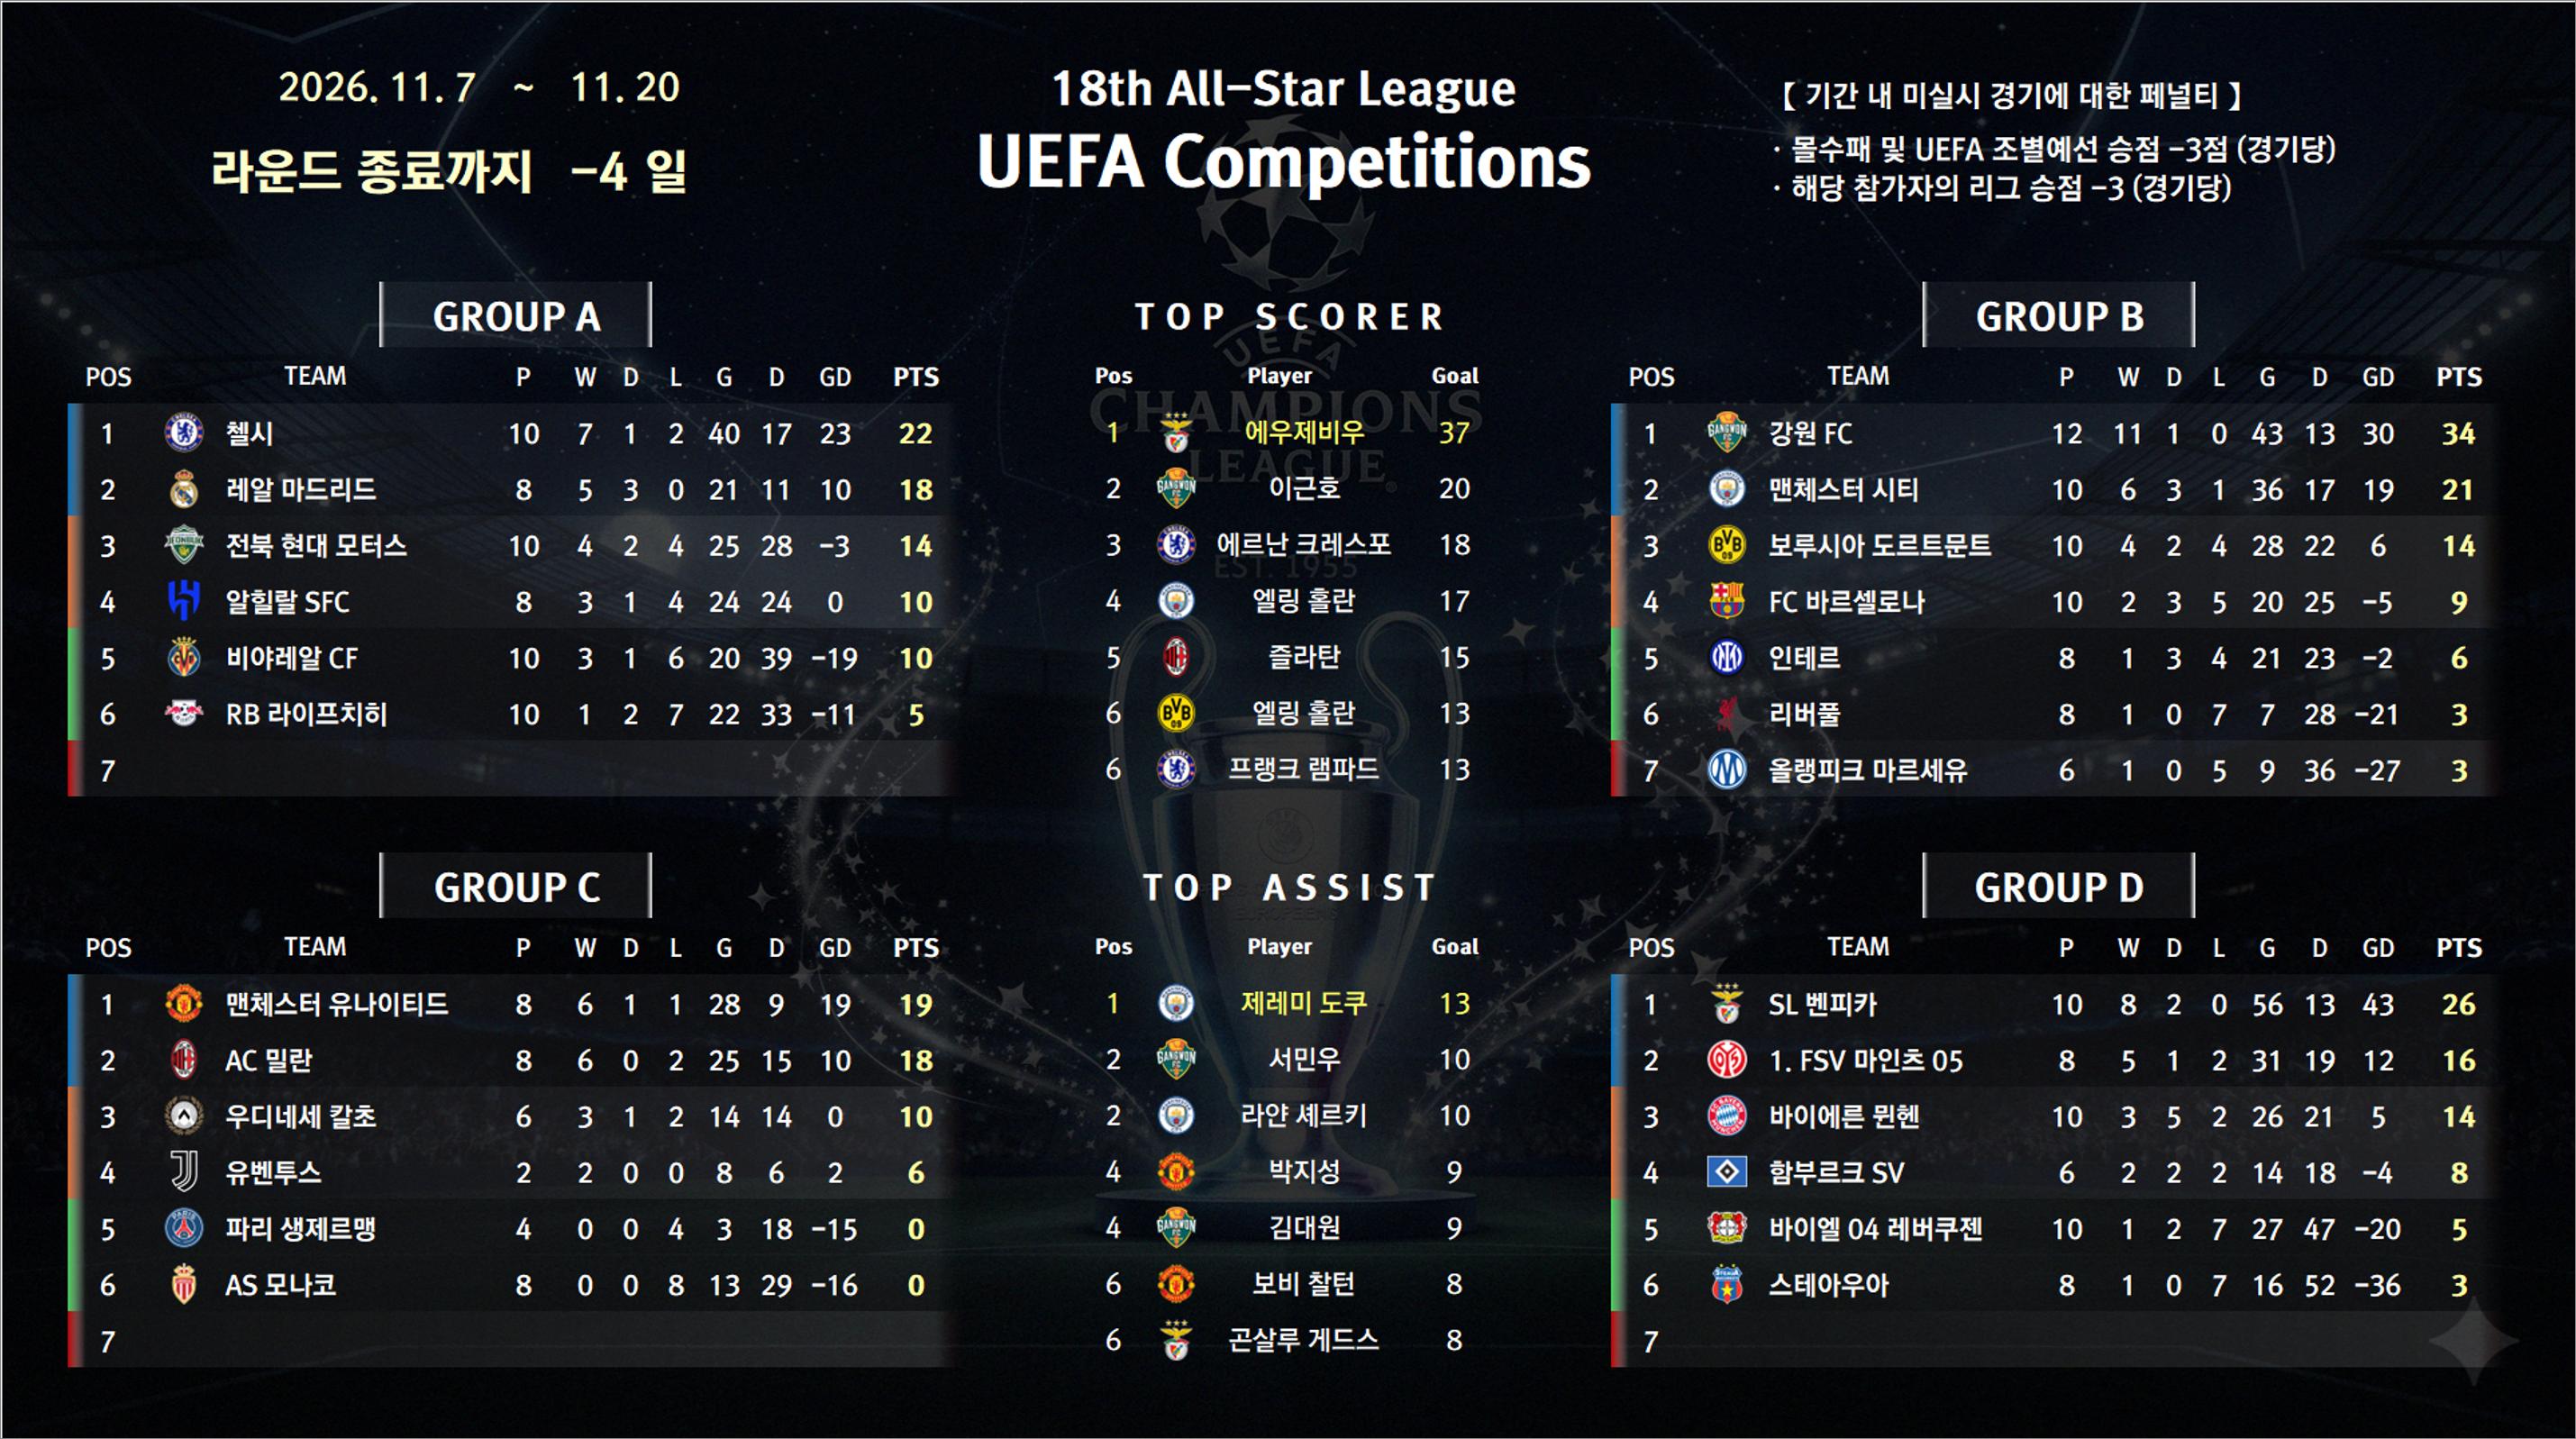 2026. 11. 7 ~ 11. 20
라운드 종료까지 -4 일
18th All-Star League
UEFA Competitions
【 기간 내 미실시 경기에 대한 페널티 】
· 몰수패 및 UEFA 조별예선 승점 -3점 (경기당)
· 해당 참가자의 리그 승점 -3 (경기당)
GROUP A
POS TEAM P W D L G D GD PTS
1 첼시 10 7 1 2 40 17 23 22
2 레알 마드리드 8 5 3 0 21 11 10 18
3 전북 현대 모터스 10 4 2 4 25 28 -3 14
4 알힐랄 SFC 8 3 1 4 24 24 0 10
5 비야레알 CF 10 3 1 6 20 39 -19 10
6 RB 라이프치히 10 1 2 7 22 33 -11 5
7
TOP SCORER
Pos Player Goal
1 에우제비우 37
2 이근호 20
3 에르난 크레스포 18
4 엘링 홀란 17
5 즐라탄 15
6 엘링 홀란 13
6 프랭크 램파드 13
UEFA
CHAMPIONS
LEAGUE
EST. 1955
GROUP B
POS TEAM P W D L G D GD PTS
1 강원 FC 12 11 1 0 43 13 30 34
2 맨체스터 시티 10 6 3 1 36 17 19 21
3 보루시아 도르트문트 10 4 2 4 28 22 6 14
4 FC 바르셀로나 10 2 3 5 20 25 -5 9
5 인테르 8 1 3 4 21 23 -2 6
6 리버풀 8 1 0 7 7 28 -21 3
7 올랭피크 마르세유 6 1 0 5 9 36 -27 3
GROUP C
POS TEAM P W D L G D GD PTS
1 맨체스터 유나이티드 8 6 1 1 28 9 19 19
2 AC 밀란 8 6 0 2 25 15 10 18
3 우디네세 칼초 6 3 1 2 14 14 0 10
4 유벤투스 2 2 0 0 8 6 2 6
5 파리 생제르맹 4 0 0 4 3 18 -15 0
6 AS 모나코 8 0 0 8 13 29 -16 0
7
TOP ASSIST
Pos Player Goal
1 제레미 도쿠 13
2 서민우 10
2 라얀 셰르키 10
4 박지성 9
4 김대원 9
6 보비 찰턴 8
6 곤살루 게드스 8
GROUP D
POS TEAM P W D L G D GD PTS
1 SL 벤피카 10 8 2 0 56 13 43 26
2 1. FSV 마인츠 05 8 5 1 2 31 19 12 16
3 바이에른 뮌헨 10 3 5 2 26 21 5 14
4 함부르크 SV 6 2 2 2 14 18 -4 8
5 바이엘 04 레버쿠젠 10 1 2 7 27 47 -20 5
6 스테아우아 8 1 0 7 16 52 -36 3
7